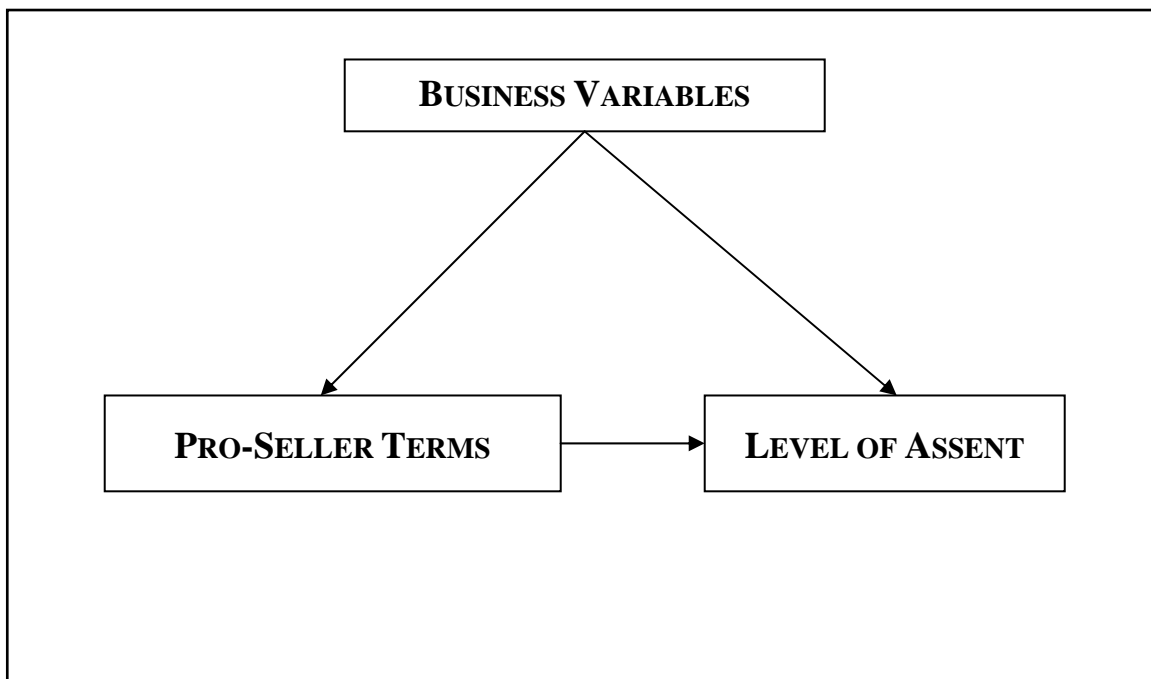 BUSINESS VARIABLES
PRO-SELLER TERMS
LEVEL OF ASSENT